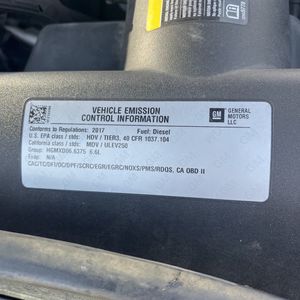 VEHICLE EMISSION
CONTROL INFORMATION
GM
GENERAL
MOTORS
LLC
Conforms to Regulations: 2017 Fuel: Diesel
U.S. EPA class / stds: HDV / TIER3, 40 CFR 1037.104
California class / stds: MDV / ULEV250
Group: HGMXD06.6375 6.6L
Evap: N/A
CAC/TC/DFI/OC/DPF/SCRC/EGR/EGRC/NOXS/PMS/RDQS, CA OBD II